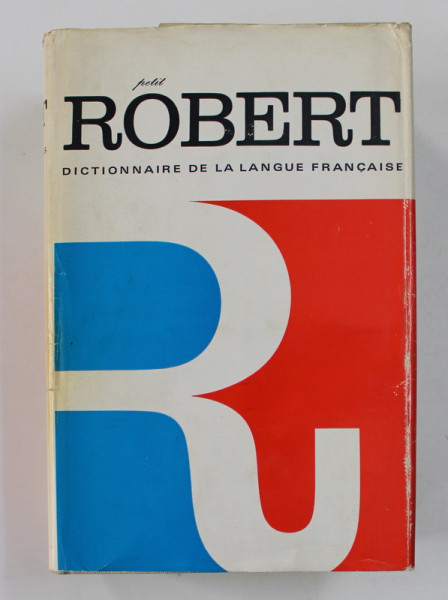 petit
ROBERT
DICTIONNAIRE DE LA LANGUE FRANÇAISE
R